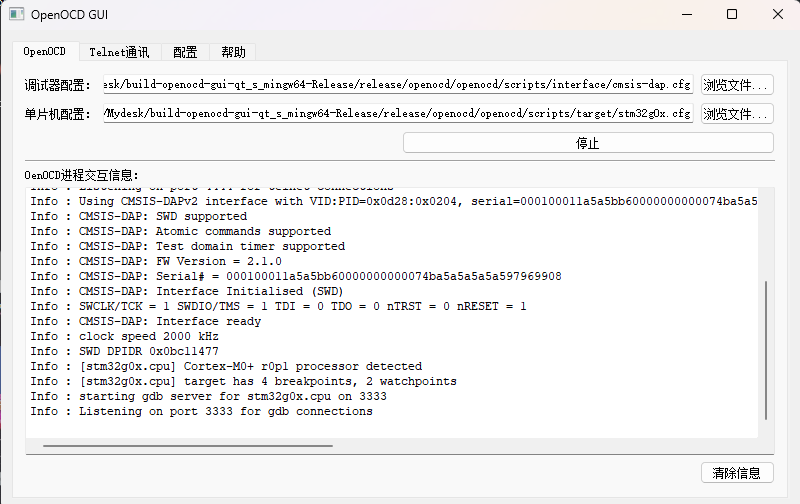 OpenOCD GUI
OpenOCD Telnet通讯 配置 帮助
调试器配置： esk/build-openocd-gui-qt_s_mingw64-Release/release/openocd/openocd/scripts/interface/cmsis-dap.cfg 浏览文件...
单片机配置： /Mydesk/build-openocd-gui-qt_s_mingw64-Release/release/openocd/openocd/scripts/target/stm32g0x.cfg 浏览文件...
停止
OenOCD进程交互信息：
Info : Listening on port 4444 for telnet connections
Info : Using CMSIS-DAPv2 interface with VID:PID=0x0d28:0x0204, serial=000100011a5a5bb60000000000074ba5a5
Info : CMSIS-DAP: SWD supported
Info : CMSIS-DAP: Atomic commands supported
Info : CMSIS-DAP: Test domain timer supported
Info : CMSIS-DAP: FW Version = 2.1.0
Info : CMSIS-DAP: Serial# = 000100011a5a5bb60000000000074ba5a5a5a5a597969908
Info : CMSIS-DAP: Interface Initialised (SWD)
Info : SWCLK/TCK = 1 SWDIO/TMS = 1 TDI = 0 TDO = 0 nTRST = 0 nRESET = 1
Info : CMSIS-DAP: Interface ready
Info : clock speed 2000 kHz
Info : SWD DPIDR 0x0bc11477
Info : [stm32g0x.cpu] Cortex-M0+ r0p1 processor detected
Info : [stm32g0x.cpu] target has 4 breakpoints, 2 watchpoints
Info : starting gdb server for stm32g0x.cpu on 3333
Info : Listening on port 3333 for gdb connections
清除信息